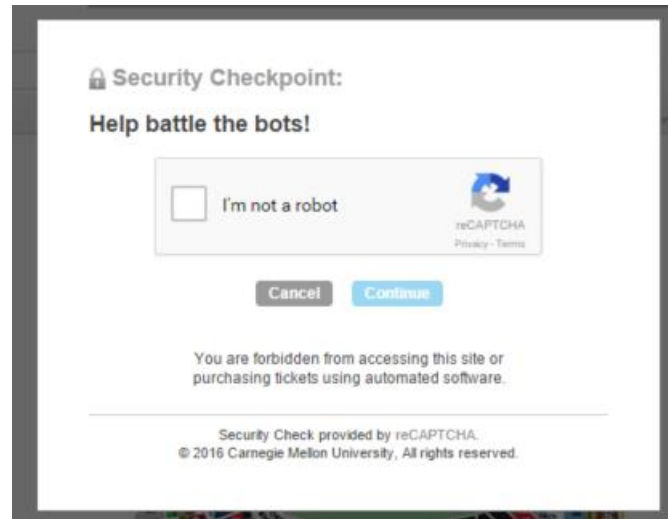 Security Checkpoint:
Help battle the bots!
I'm not a robot
reCAPTCHA
Privacy - Terms
Cancel
Continue
You are forbidden from accessing this site or
purchasing tickets using automated software.
Security Check provided by reCAPTCHA.
© 2016 Carnegie Mellon University, All rights reserved.